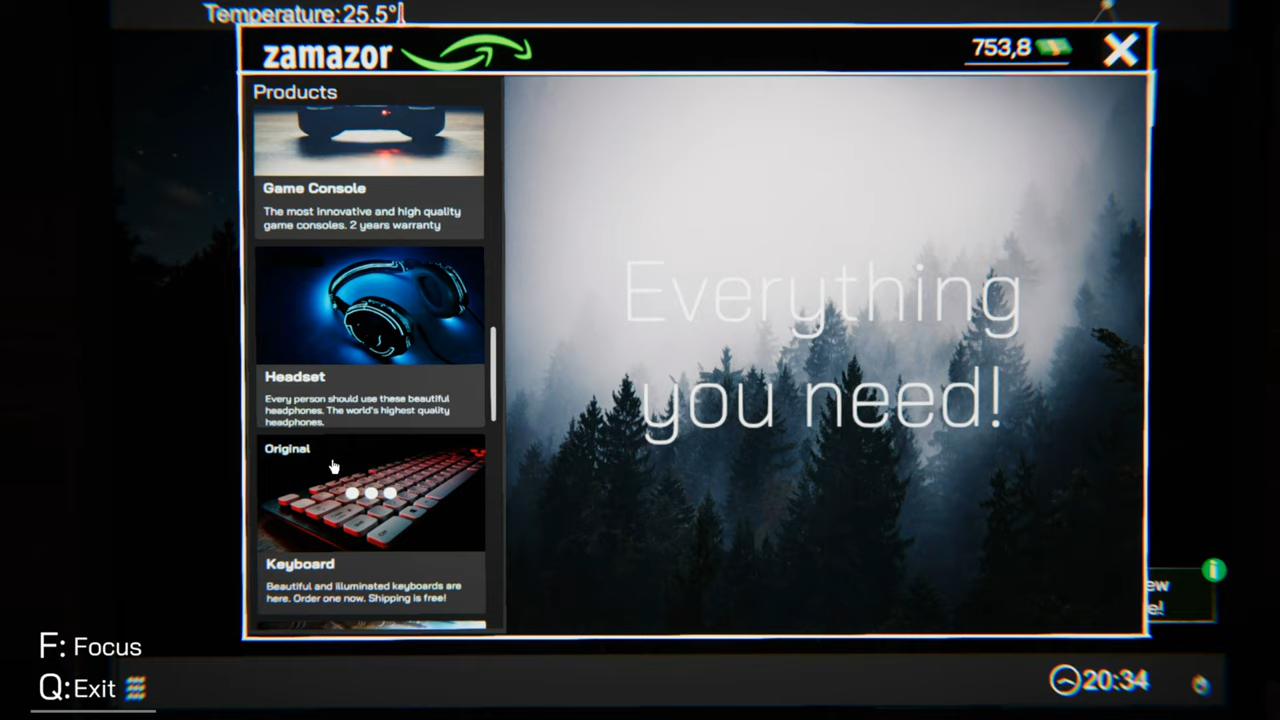 Temperature: 25.5°
zamazor
753,8
Products
Game Console
The most innovative and high quality
game consoles. 2 years warranty
Headset
Every person should use these beautiful
headphones. The world's highest quality
headphones.
Original
Keyboard
Beautiful and illuminated keyboards are
here. Order one now. Shipping is free!
Everything
you need!
i
F: Focus
Q: Exit
20:34